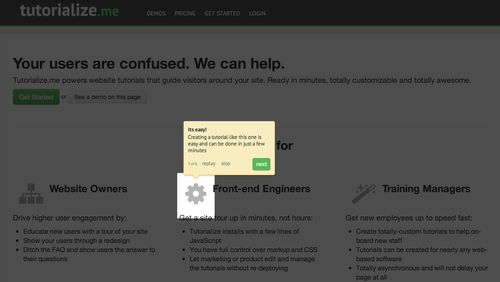 tutorialize.me
DEMOS PRICING GET STARTED LOGIN
Your users are confused. We can help.
Tutorialize.me powers website tutorials that guide visitors around your site. Ready in minutes, totally customizable and totally awesome.
Get Started or See a demo on this page
for
Its easy!
Creating a tutorial like this one is
easy and can be done in just a few
minutes
replay stop next
Website Owners
Drive higher user engagement by:
Educate new users with a tour of your site
Show your users through a redesign
Ditch the FAQ and show users the answer to
their questions
Front-end Engineers
Get a site tour up in minutes, not hours:
Tutorialize installs with a few lines of
JavaScript
You have full control over markup and CSS
Let marketing or product edit and manage
the tutorials without re-deploying
Training Managers
Get new employees up to speed fast:
Create totally-custom tutorials to help on-
board new staff
Tutorials can be created for nearly any web-
based software
Totally asynchronous and will not delay your
page at all